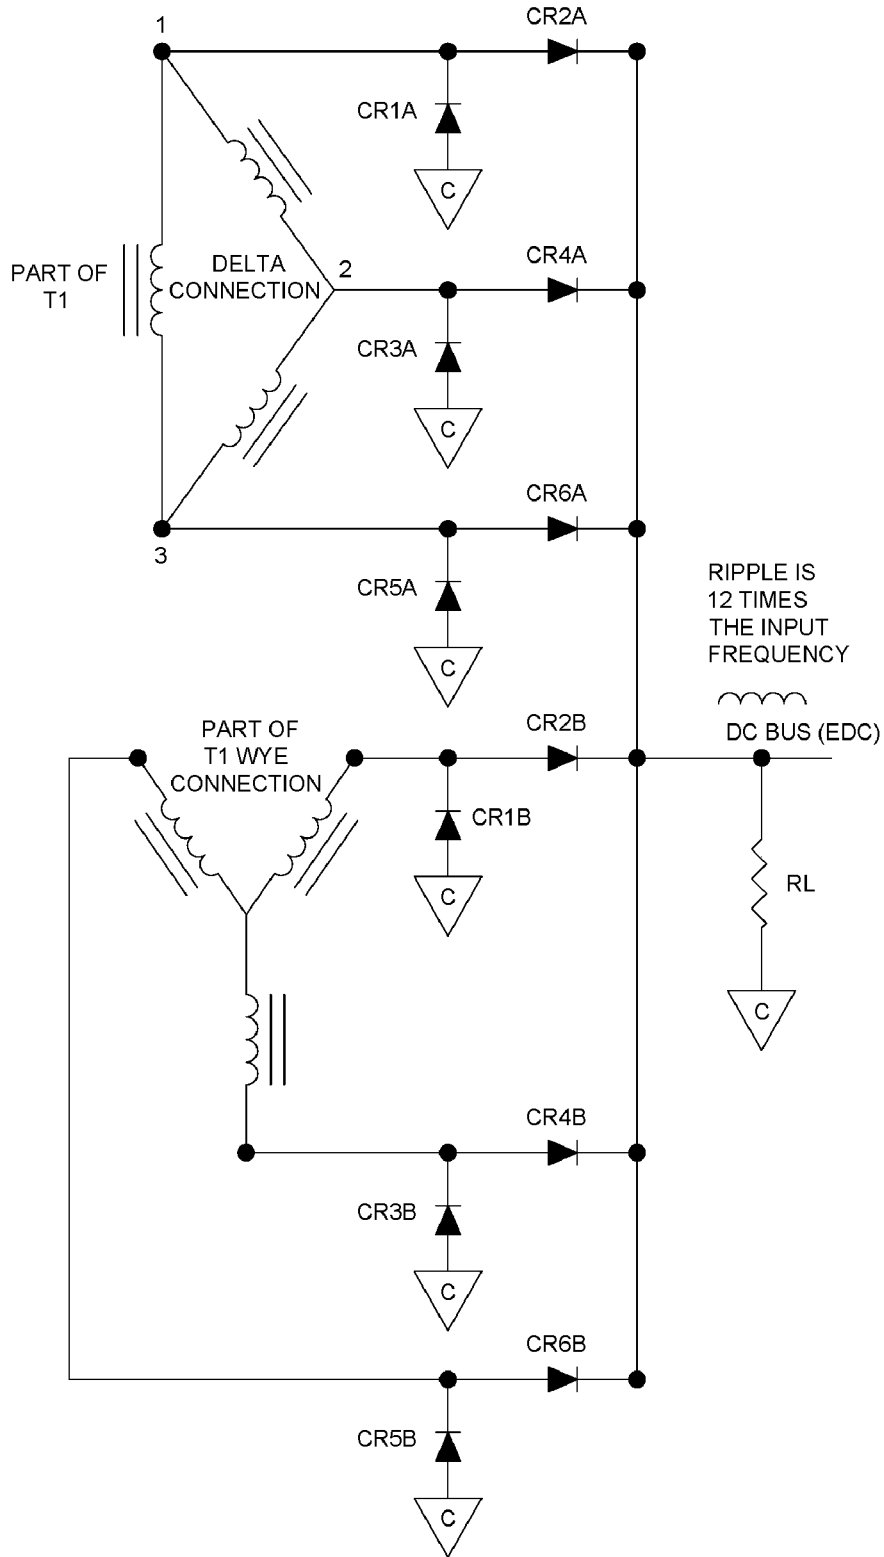 1
CR2A
CR1A
C
PART OF
T1
DELTA
CONNECTION
2
CR4A
CR3A
C
3
CR6A
CR5A
C
RIPPLE IS
12 TIMES
THE INPUT
FREQUENCY
DC BUS (EDC)
PART OF
T1 WYE
CONNECTION
CR2B
CR1B
C
RL
C
CR4B
CR3B
C
CR6B
CR5B
C